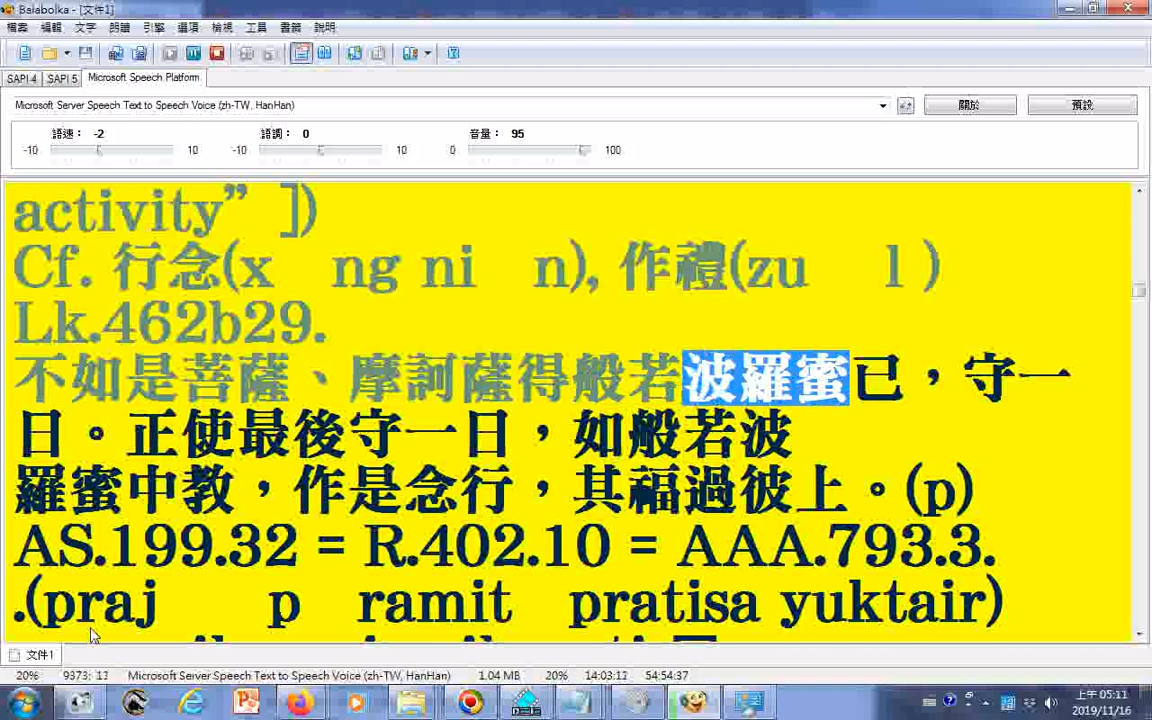 Balabolka - [文件1]
檔案 編輯 文字 朗讀 引擎 選項 檢視 工具 書籤 說明
SAPI 4 SAPI 5 Microsoft Speech Platform
Microsoft Server Speech Text to Speech Voice (zh-TW, HanHan) 關於 預設
語速： -2 語調： 0 音量： 95
-10 10 -10 10 0 100
activity” ])
Cf. 行念(x ng ni n), 作禮(zu l )
Lk.462b29.
不如是菩薩、摩訶薩得般若波羅蜜已，守一
日。正使最後守一日，如般若波
羅蜜中教，作是念行，其福過彼上。(p)
AS.199.32 = R.402.10 = AAA.793.3.
.(praj p ramit pratisa yuktair)
文件1
20% 9373; 13 Microsoft Server Speech Text to Speech Voice (zh-TW, HanHan) 1.04 MB 20% 14:03:12 54:54:37
上午 05:11
2019/11/16